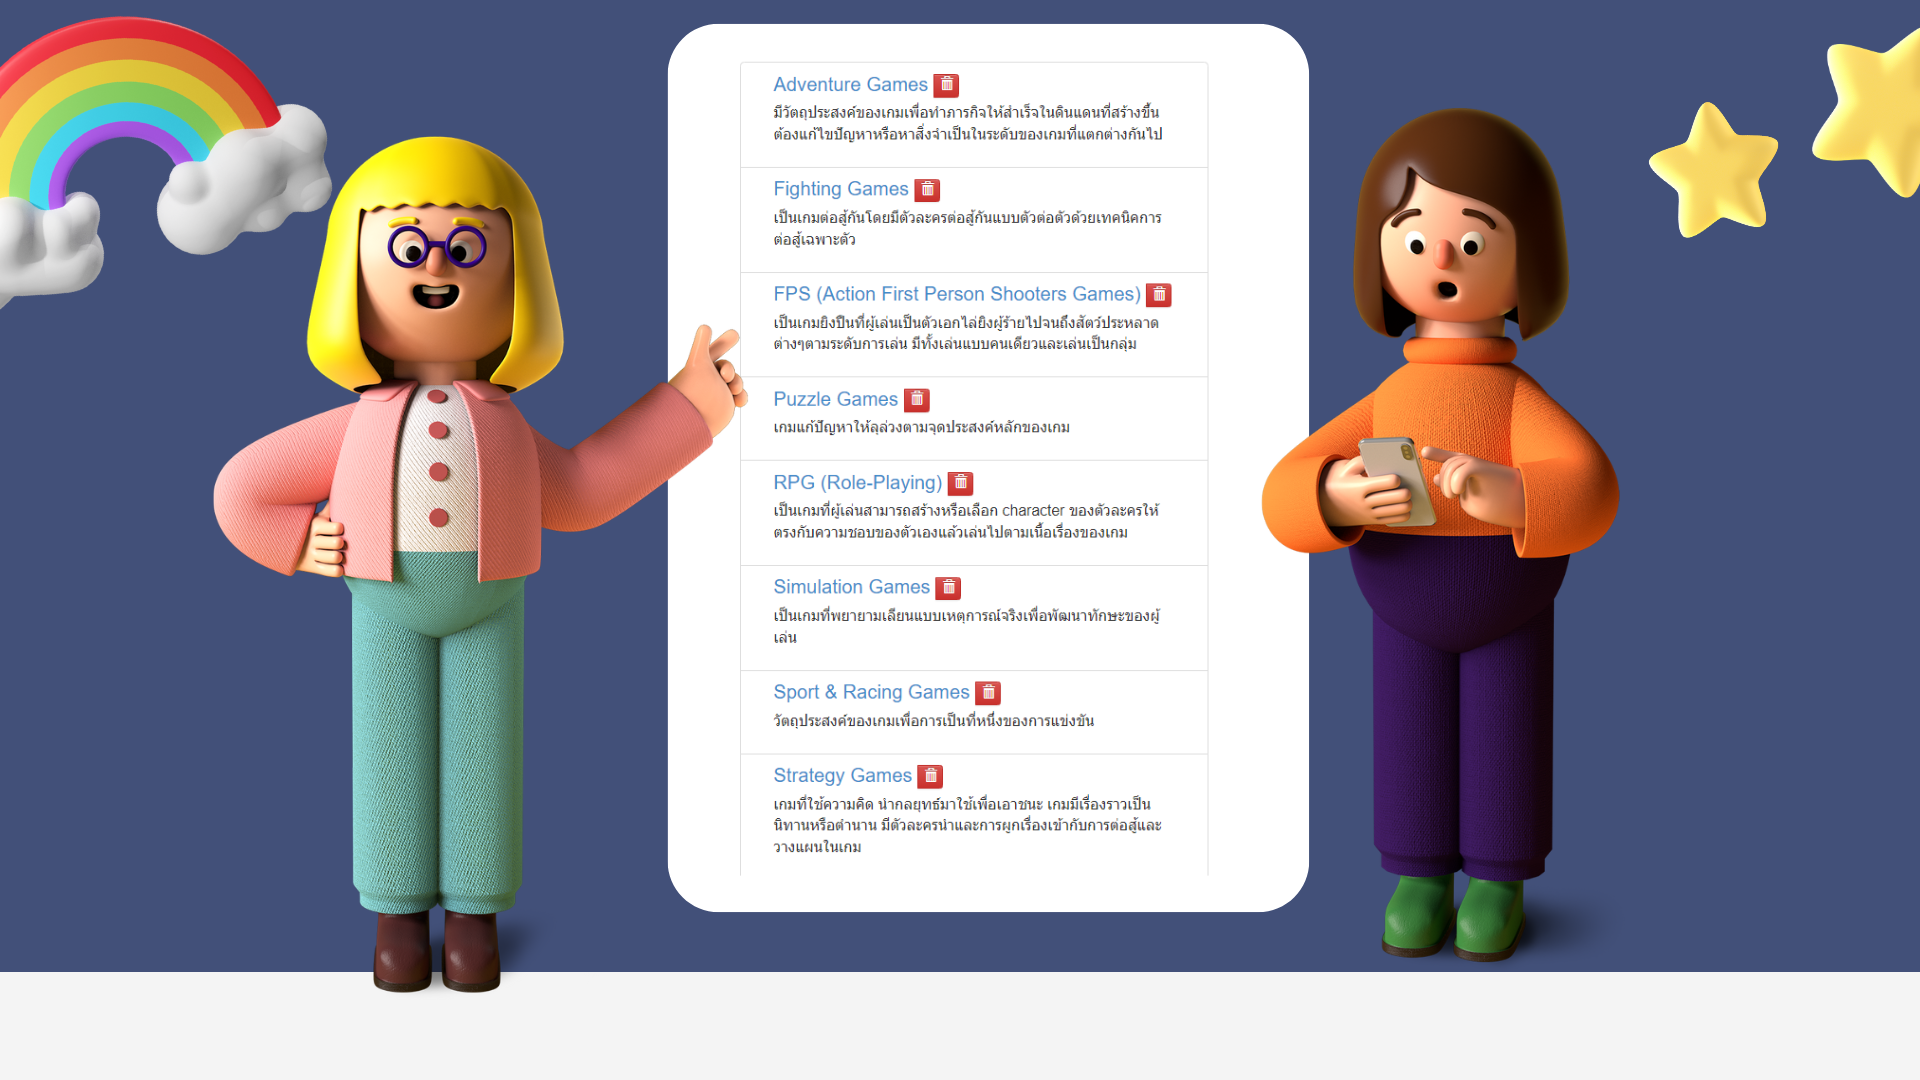 Adventure Games
มีวัตถุประสงค์ของเกมเพื่อทำภารกิจให้สำเร็จในดินแดนที่สร้างขึ้น
ต้องแก้ไขปัญหาหรือหาสิ่งจำเป็นในระดับของเกมที่แตกต่างกันไป
Fighting Games
เป็นเกมต่อสู้กันโดยมีตัวละครต่อสู้กันแบบตัวต่อตัวด้วยเทคนิคการ
ต่อสู้เฉพาะตัว
FPS (Action First Person Shooters Games)
เป็นเกมยิงปืนที่ผู้เล่นเป็นตัวเอกไล่ยิงผู้ร้ายไปจนถึงสัตว์ประหลาด
ต่างๆตามระดับการเล่น มีทั้งเล่นแบบคนเดียวและเล่นเป็นกลุ่ม
Puzzle Games
เกมแก้ปัญหาให้ลุล่วงตามจุดประสงค์หลักของเกม
RPG (Role-Playing)
เป็นเกมที่ผู้เล่นสามารถสร้างหรือเลือก character ของตัวละครให้
ตรงกับความชอบของตัวเองแล้วเล่นไปตามเนื้อเรื่องของเกม
Simulation Games
เป็นเกมที่พยายามเลียนแบบเหตุการณ์จริงเพื่อพัฒนาทักษะของผู้
เล่น
Sport & Racing Games
วัตถุประสงค์ของเกมเพื่อการเป็นที่หนึ่งของการแข่งขัน
Strategy Games
เกมที่ใช้ความคิด นำกลยุทธ์มาใช้เพื่อเอาชนะ เกมมีเรื่องราวเป็น
นิทานหรือตำนาน มีตัวละครนำและการผูกเรื่องเข้ากับการต่อสู้และ
วางแผนในเกม